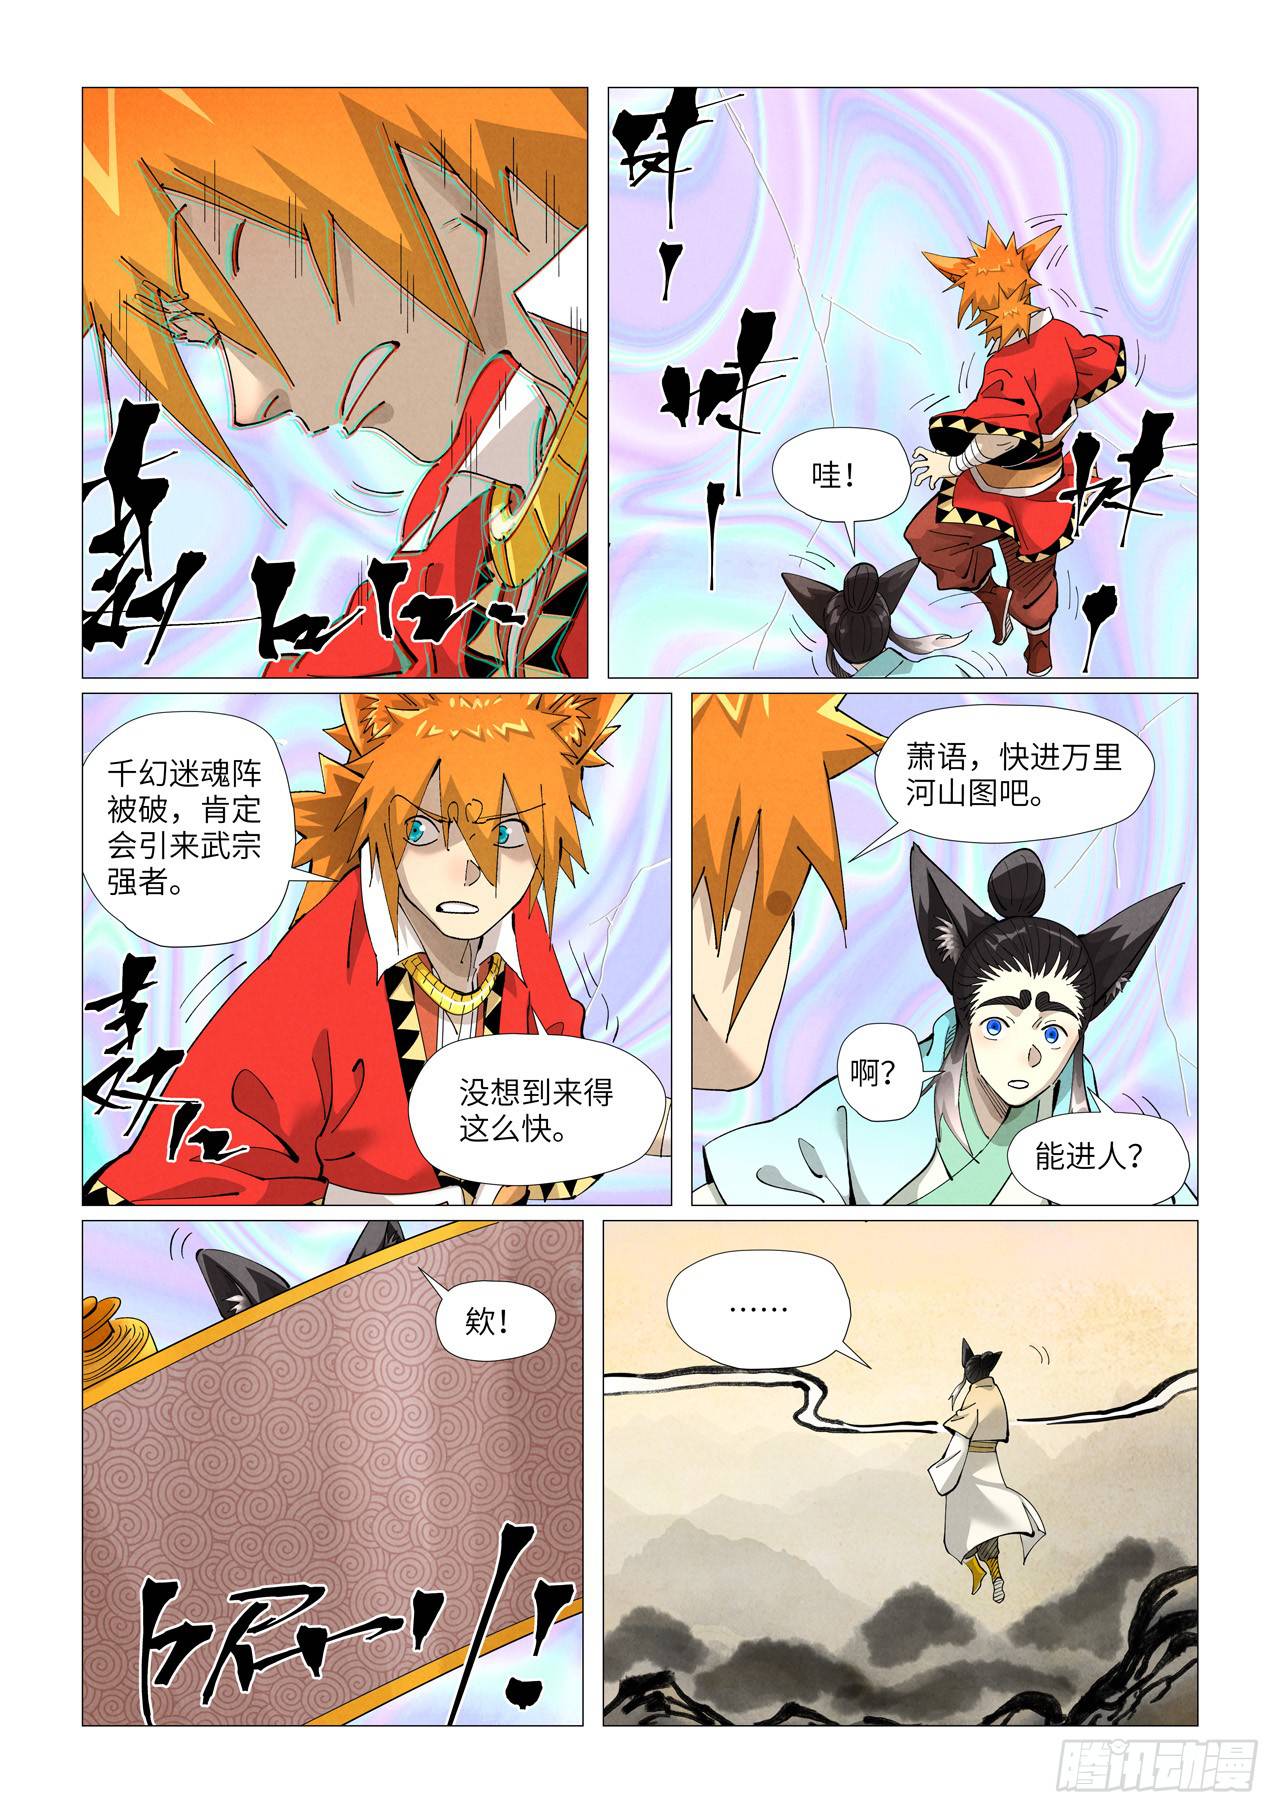 哇！
千幻迷魂阵
被破，肯定
会引来武宗
强者。
没想到来得
这么快。
萧语，快进万里
河山图吧。
啊？
能进人？
欸！
……
腾讯动漫